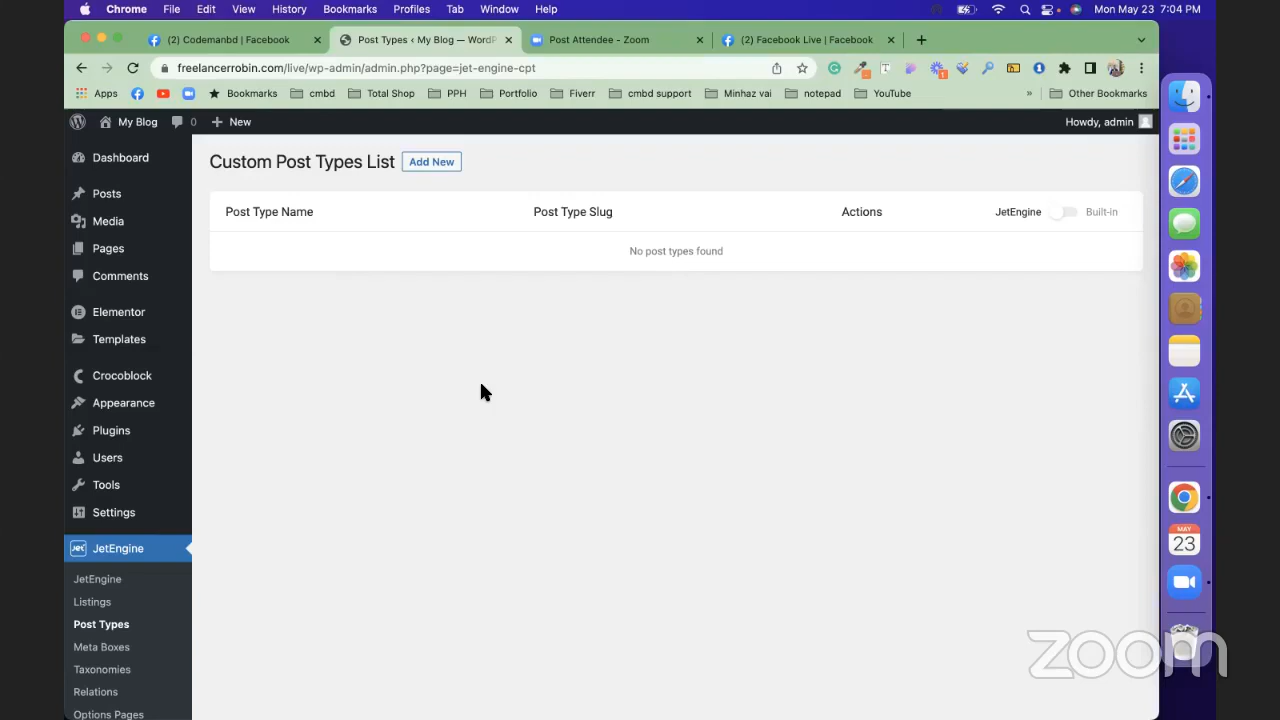 Chrome File Edit View History Bookmarks Profiles Tab Window Help Mon May 23 7:04 PM
(2) Codemanbd | Facebook Post Types ‹ My Blog — WordP Post Attendee - Zoom (2) Facebook Live | Facebook
freelancerrobin.com/live/wp-admin/admin.php?page=jet-engine-cpt
Apps Bookmarks cmbd Total Shop PPH Portfolio Fiverr cmbd support Minhaz vai notepad YouTube » Other Bookmarks
My Blog 0 New Howdy, admin
Dashboard
Posts
Media
Pages
Comments
Elementor
Templates
Crocoblock
Appearance
Plugins
Users
Tools
Settings
JetEngine
JetEngine
Listings
Post Types
Meta Boxes
Taxonomies
Relations
Options Pages
Custom Post Types List Add New
Post Type Name Post Type Slug Actions JetEngine Built-in
No post types found
MAY
23
zoom